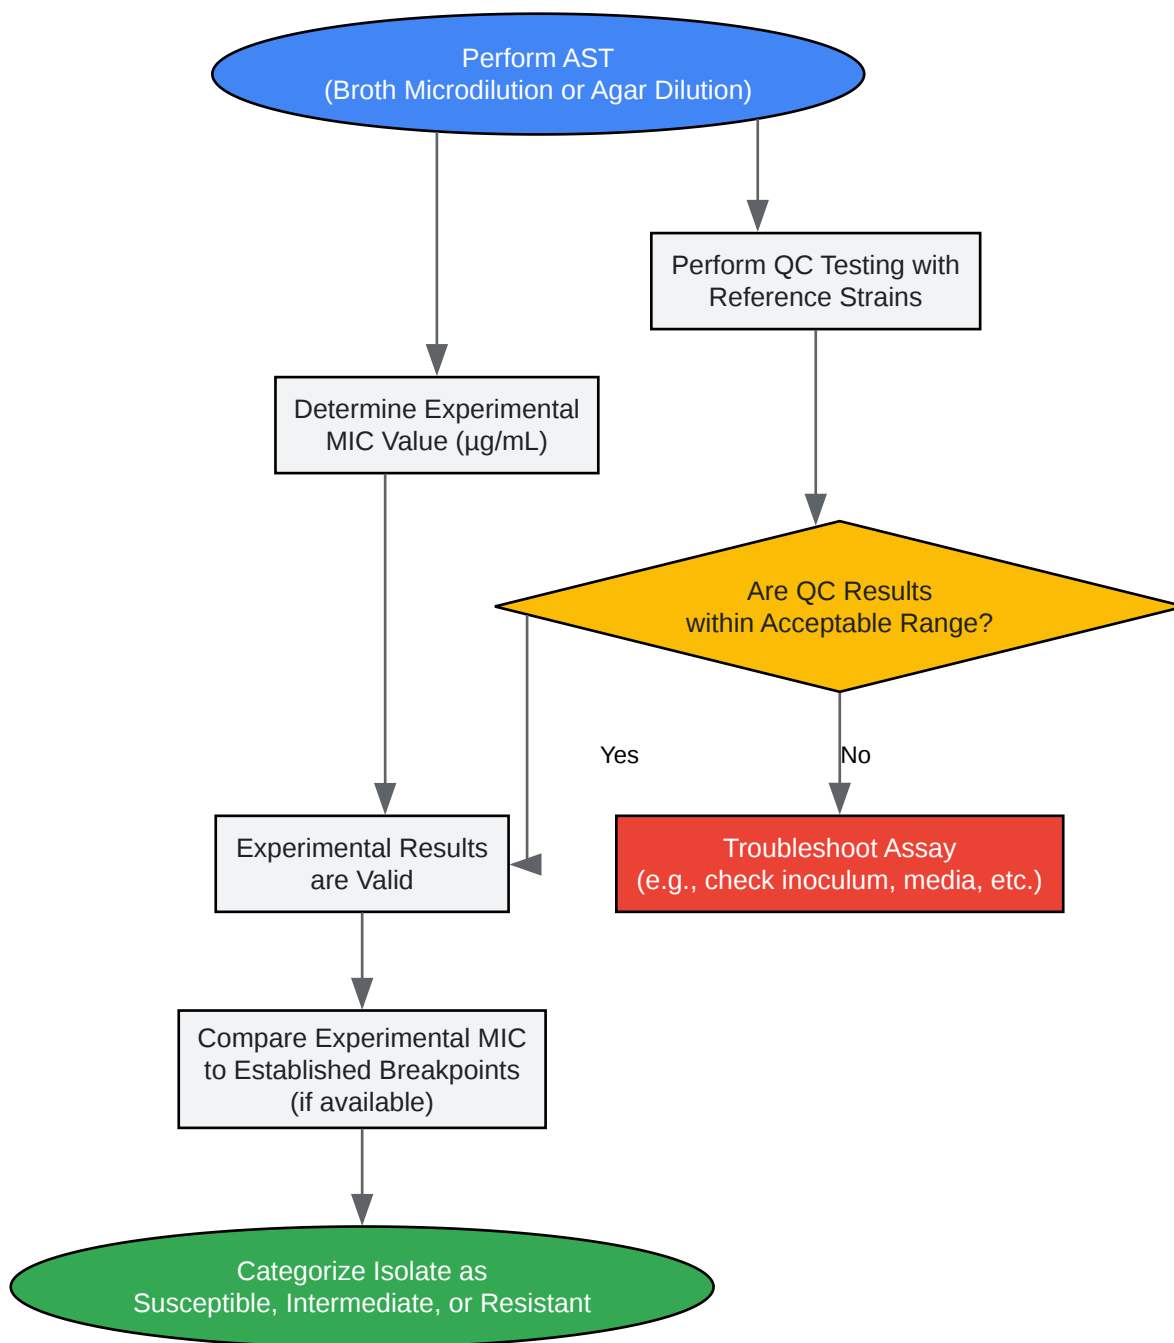 Perform AST
(Broth Microdilution or Agar Dilution)
Perform QC Testing with
Reference Strains
Determine Experimental
MIC Value (µg/mL)
Are QC Results
within Acceptable Range?
Yes
No
Experimental Results
are Valid
Troubleshoot Assay
(e.g., check inoculum, media, etc.)
Compare Experimental MIC
to Established Breakpoints
(if available)
Categorize Isolate as
Susceptible, Intermediate, or Resistant